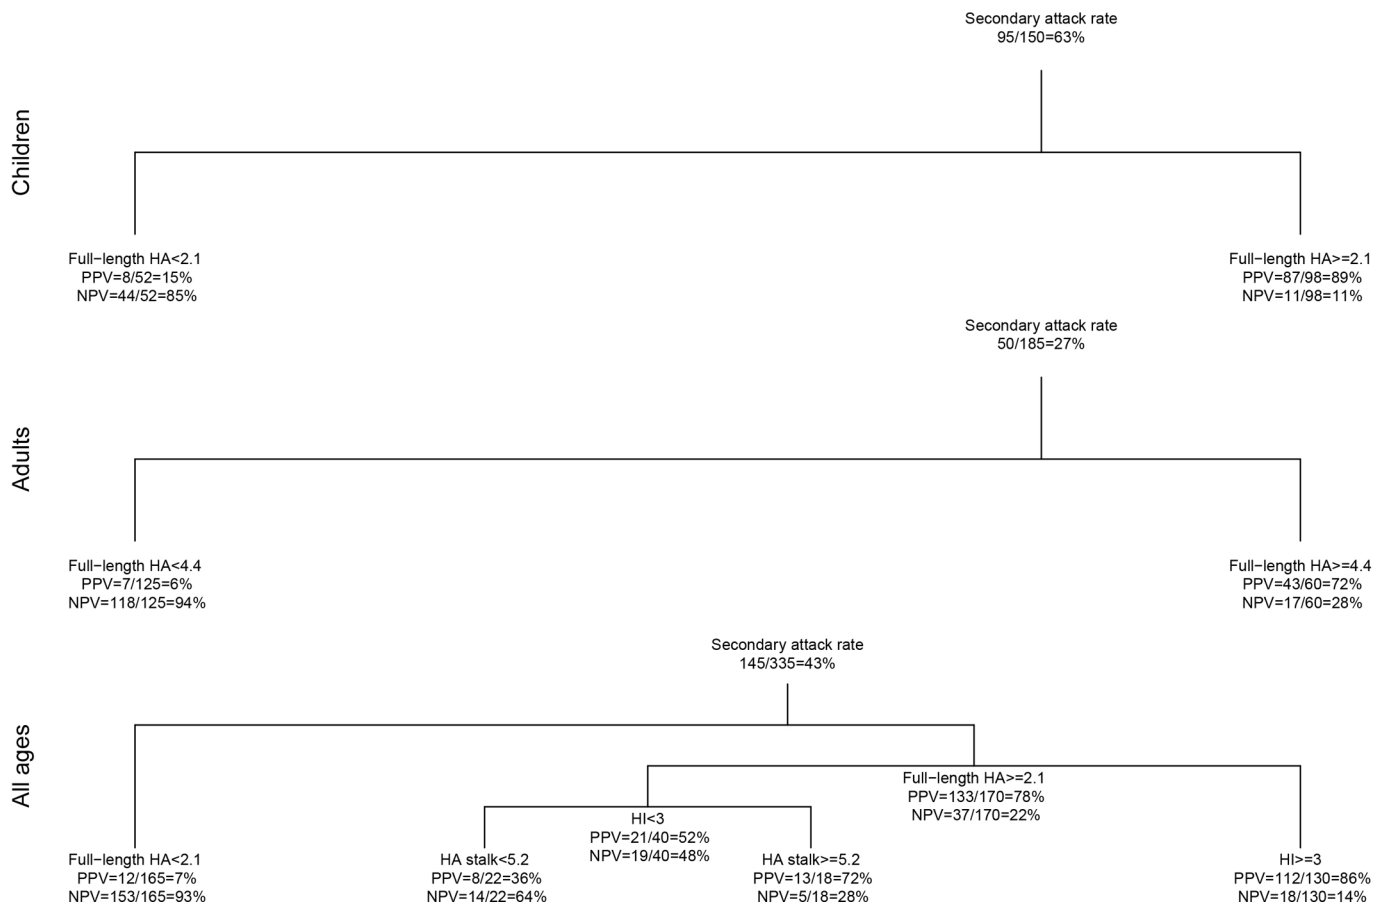 Children
Secondary attack rate
95/150=63%
Full−length HA<2.1
PPV=8/52=15%
NPV=44/52=85%
Full−length HA>=2.1
PPV=87/98=89%
NPV=11/98=11%
Adults
Secondary attack rate
50/185=27%
Full−length HA<4.4
PPV=7/125=6%
NPV=118/125=94%
Full−length HA>=4.4
PPV=43/60=72%
NPV=17/60=28%
All ages
Secondary attack rate
145/335=43%
Full−length HA>=2.1
PPV=133/170=78%
NPV=37/170=22%
HI<3
PPV=21/40=52%
NPV=19/40=48%
Full−length HA<2.1
PPV=12/165=7%
NPV=153/165=93%
HA stalk<5.2
PPV=8/22=36%
NPV=14/22=64%
HA stalk>=5.2
PPV=13/18=72%
NPV=5/18=28%
HI>=3
PPV=112/130=86%
NPV=18/130=14%